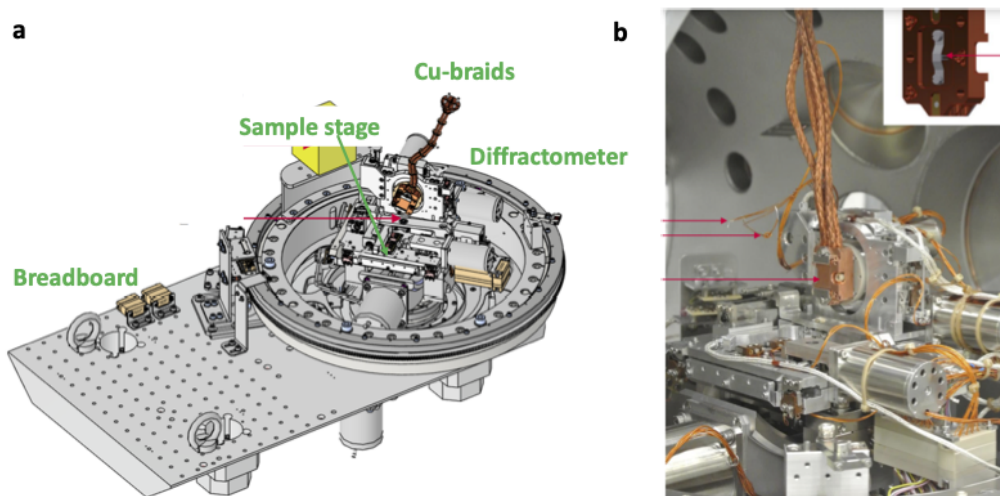 a
b
Cu-braids
Sample stage
Diffractometer
Breadboard